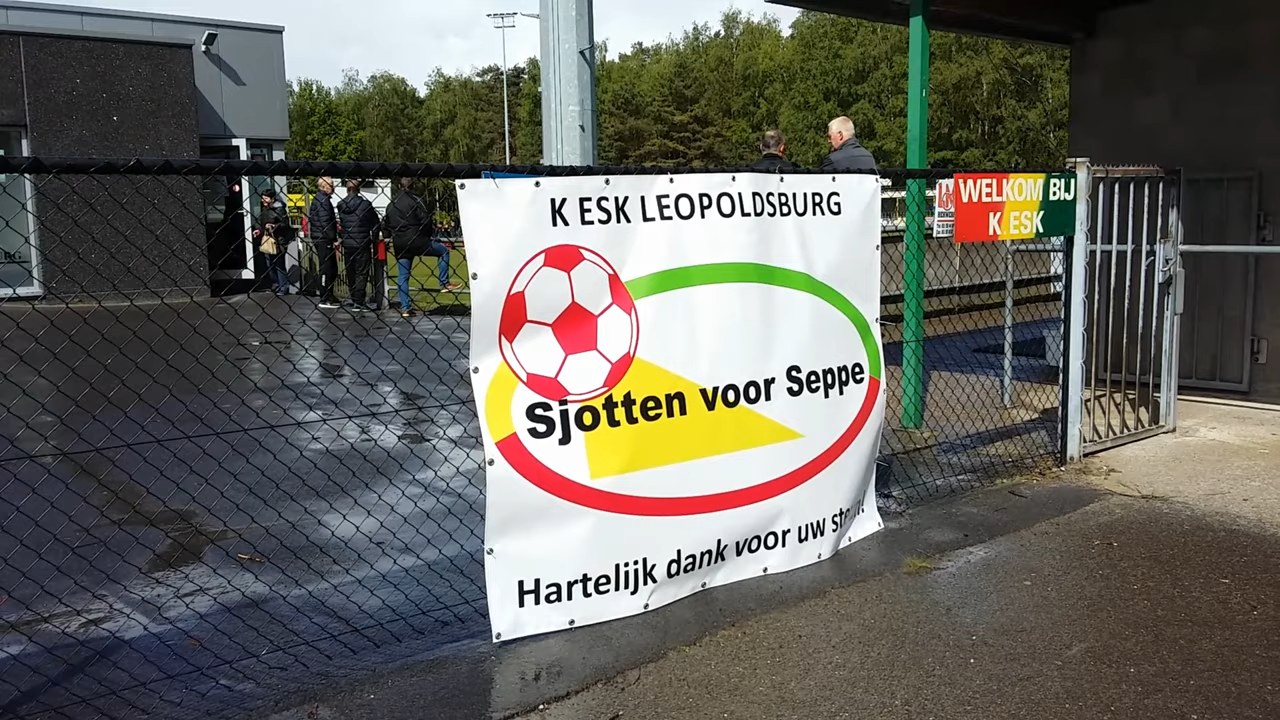 K ESK LEOPOLDSBURG
Sjotten voor Seppe
Hartelijk dank voor uw
WELKOM BIJ
K. ESK